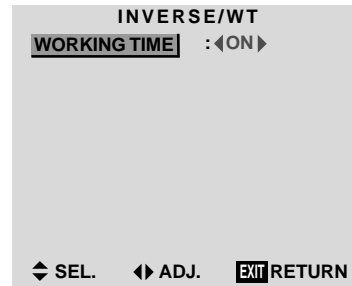 INVERSE/WT
WORKING TIME : ◀ON▶
SEL. ADJ. EXIT RETURN